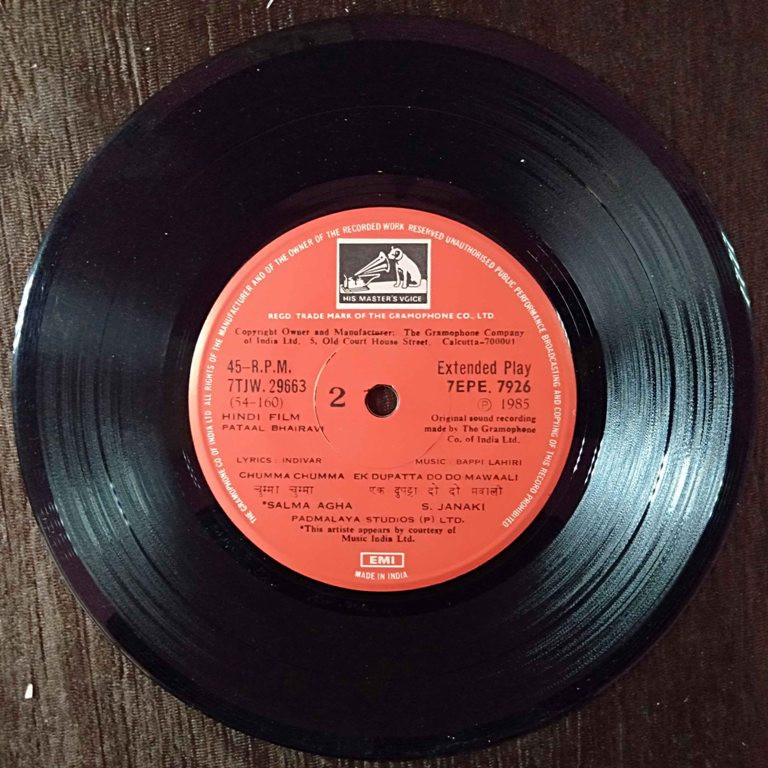 THE GRAMOPHONE CO OF INDIA LTD. ALL RIGHTS OF THE MANUFACTURER AND OF THE OWNER OF THE RECORDED WORK RESERVED UNAUTHORISED PUBLIC PERFORMANCE BROADCASTING AND COPYING OF THIS RECORD PROHIBITED
HIS MASTER'S VOICE
REGD. TRADE MARK OF THE GRAMOPHONE CO., LTD.
Copyright Owner and Manufacturer: The Gramophone Company
of India Ltd. 5, Old Court House Street, Calcutta-700001
45-R.P.M. Extended Play
7TJW. 29663 2 7EPE. 7926
(54-160) Ⓟ 1985
HINDI FILM Original sound recording
PATAAL BHAIRAVI made by The Gramophone
Co. of India Ltd.
LYRICS : INDIVAR MUSIC : BAPPI LAHIRI
CHUMMA CHUMMA EK DUPATTA DO DO MAWAALI
चुम्मा चुम्मा एक दुपट्टा दो दो मवाली
*SALMA AGHA S. JANAKI
PADMALAYA STUDIOS (P) LTD.
*This artiste appears by courtesy of
Music India Ltd.
EMI
MADE IN INDIA